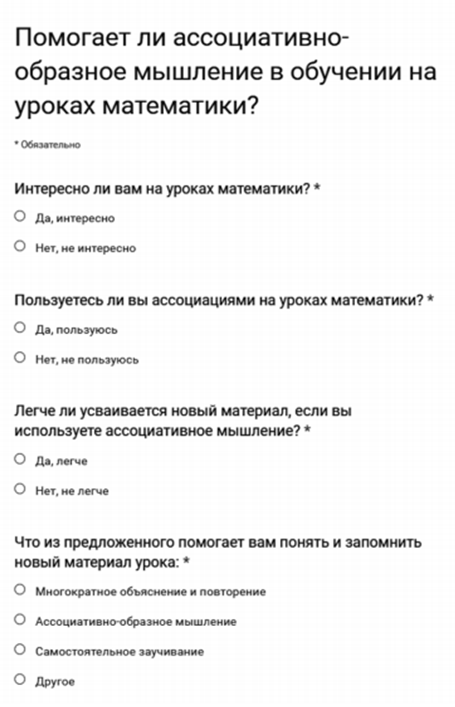 Помогает ли ассоциативно-
образное мышление в обучении на
уроках математики?
* Обязательно
Интересно ли вам на уроках математики? *
Да, интересно
Нет, не интересно
Пользуетесь ли вы ассоциациями на уроках математики? *
Да, пользуюсь
Нет, не пользуюсь
Легче ли усваивается новый материал, если вы
используете ассоциативное мышление? *
Да, легче
Нет, не легче
Что из предложенного помогает вам понять и запомнить
новый материал урока: *
Многократное объяснение и повторение
Ассоциативно-образное мышление
Самостоятельное заучивание
Другое